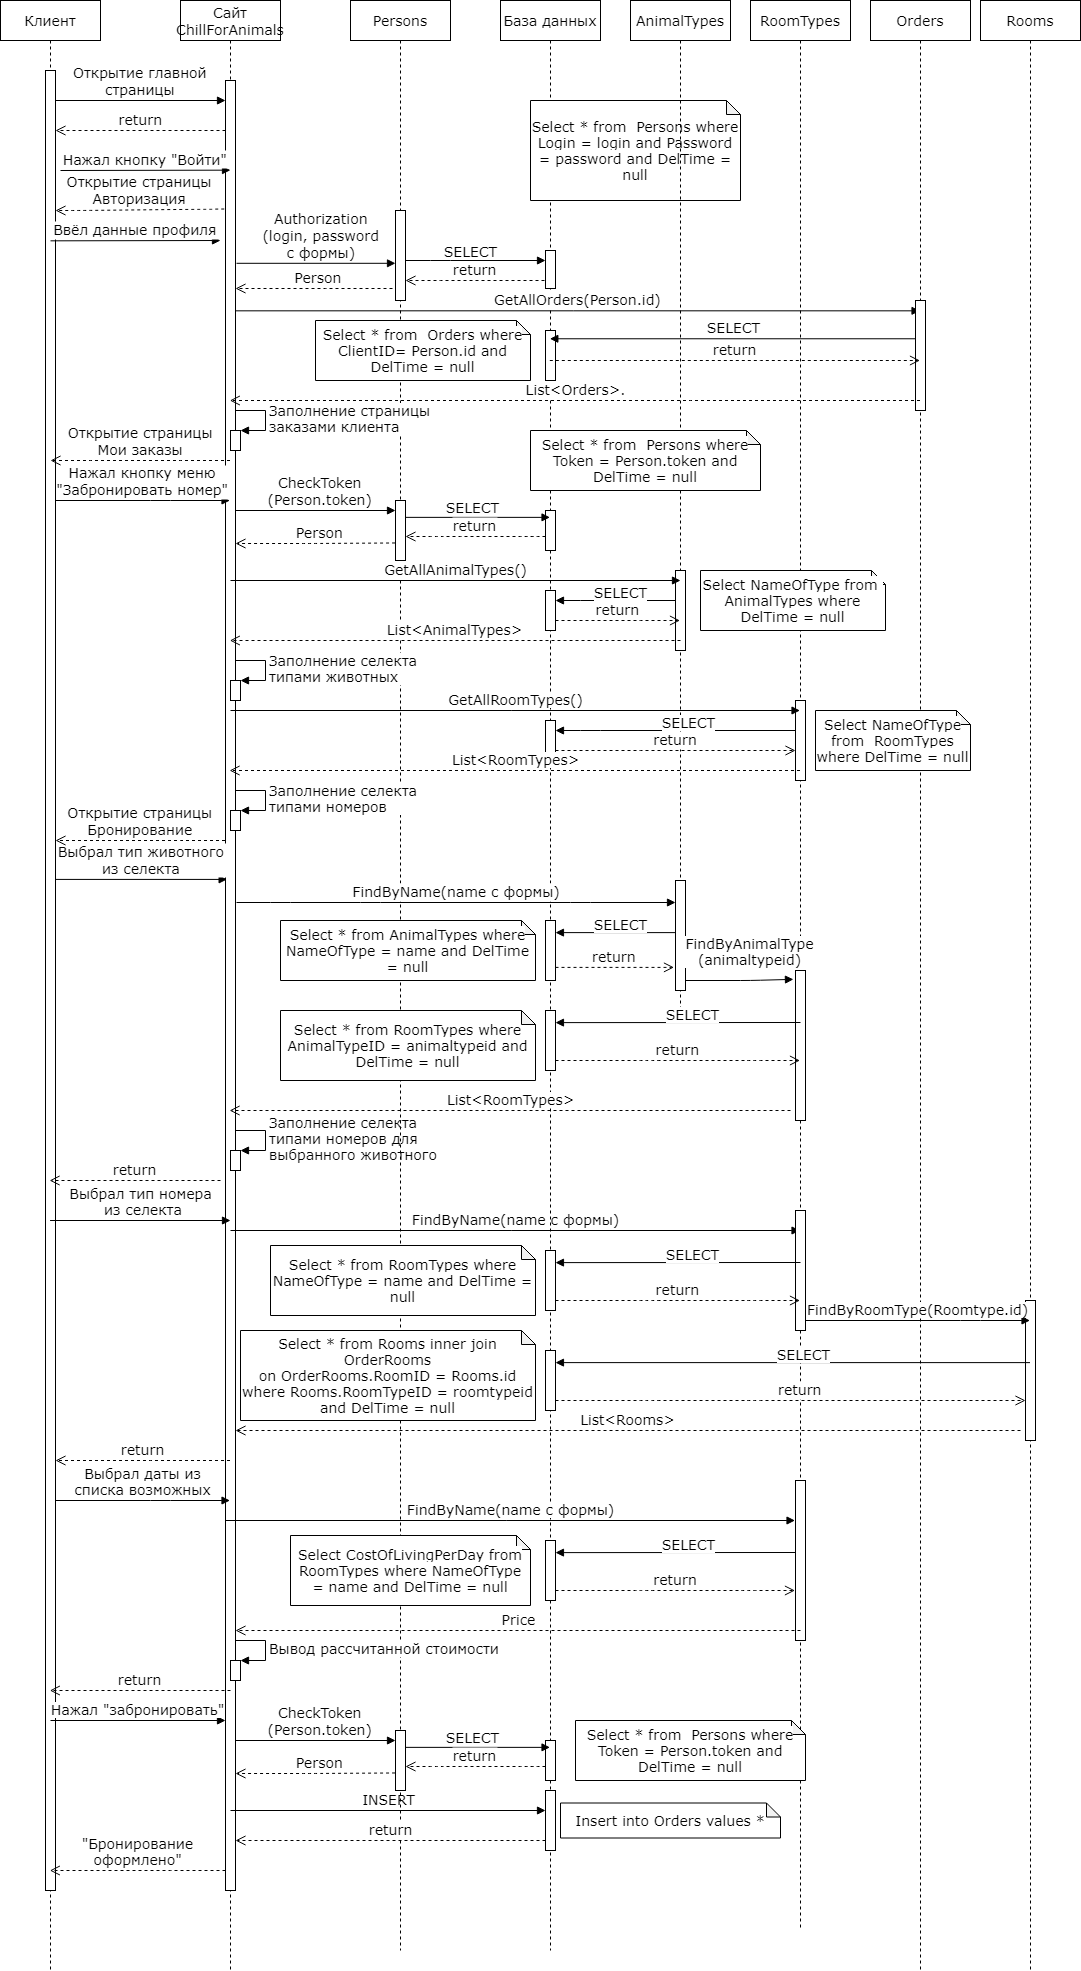 Клиент
Сайт
ChillForAnimals
Persons
База данных
AnimalTypes
RoomTypes
Orders
Rooms
Открытие главной
страницы
return
Select * from  Persons where
Login = login and Password
= password and DelTime =
null
Нажал кнопку "Войти"
Открытие страницы
Авторизация
Ввёл данные профиля
Authorization
(login, password
с формы)
SELECT
return
Person
GetAllOrders(Person.id)
Select * from  Orders where
ClientID= Person.id and
DelTime = null
SELECT
return
List<Orders>.
Заполнение страницы
заказами клиента
Открытие страницы
Мои заказы
Select * from  Persons where
Token = Person.token and
DelTime = null
Нажал кнопку меню
"Забронировать номер"
CheckToken
(Person.token)
SELECT
return
Person
GetAllAnimalTypes()
Select NameOfType from
AnimalTypes where
DelTime = null
SELECT
return
List<AnimalTypes>
Заполнение селекта
типами животных
GetAllRoomTypes()
Select NameOfType
from  RoomTypes
where DelTime = null
SELECT
return
List<RoomTypes>
Заполнение селекта
типами номеров
Открытие страницы
Бронирование
Выбрал тип животного
из селекта
FindByName(name с формы)
Select * from AnimalTypes where
NameOfType = name and DelTime
= null
SELECT
return
FindByAnimalType
(animaltypeid)
Select * from RoomTypes where
AnimalTypeID = animaltypeid and
DelTime = null
SELECT
return
List<RoomTypes>
Заполнение селекта
типами номеров для
выбранного животного
return
Выбрал тип номера
из селекта
FindByName(name с формы)
Select * from RoomTypes where
NameOfType = name and DelTime =
null
SELECT
return
FindByRoomType(Roomtype.id)
Select * from Rooms inner join
OrderRooms
on OrderRooms.RoomID = Rooms.id
where Rooms.RoomTypeID = roomtypeid
and DelTime = null
SELECT
return
List<Rooms>
return
Выбрал даты из
списка возможных
FindByName(name с формы)
Select CostOfLivingPerDay from
RoomTypes where NameOfType
= name and DelTime = null
SELECT
return
Price
Вывод рассчитанной стоимости
return
Нажал "забронировать"
CheckToken
(Person.token)
SELECT
return
Person
Select * from  Persons where
Token = Person.token and
DelTime = null
INSERT
Insert into Orders values *
return
"Бронирование
оформлено"